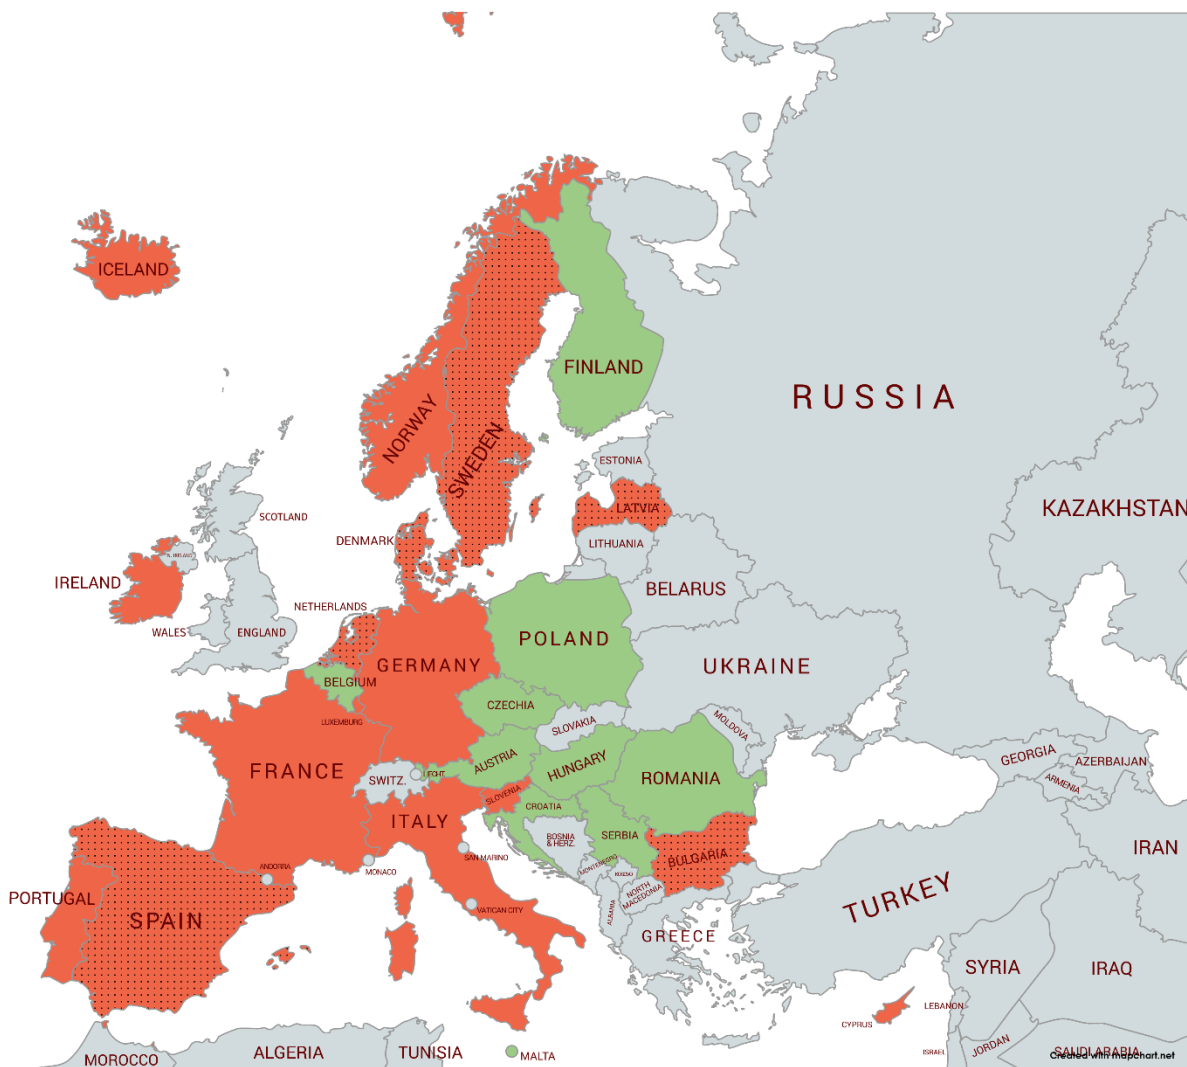 ICELAND
FINLAND
RUSSIA
NORWAY
SWEDEN
ESTONIA
SCOTLAND
LATVIA
KAZAKHSTAN
DENMARK
LITHUANIA
N. IRELAND
IRELAND
BELARUS
NETHERLANDS
WALES
ENGLAND
POLAND
GERMANY
UKRAINE
BELGIUM
CZECHIA
LUXEMBURG
SLOVAKIA
MOLDOVA
GEORGIA
AZERBAIJAN
FRANCE
SWITZ.
LIECHT.
AUSTRIA
HUNGARY
ROMANIA
ARMENIA
SLOVENIA
CROATIA
ITALY
BOSNIA
& HERZ.
SERBIA
IRAN
SAN MARINO
BULGARIA
ANDORRA
MONACO
MONTENEGRO
KOSOVO
NORTH
MACEDONIA
TURKEY
PORTUGAL
SPAIN
VATICAN CITY
ALBANIA
GREECE
SYRIA
IRAQ
LEBANON
CYPRUS
ISRAEL
JORDAN
SAUDI ARABIA
MOROCCO
ALGERIA
TUNISIA
MALTA
Created with mapchart.net